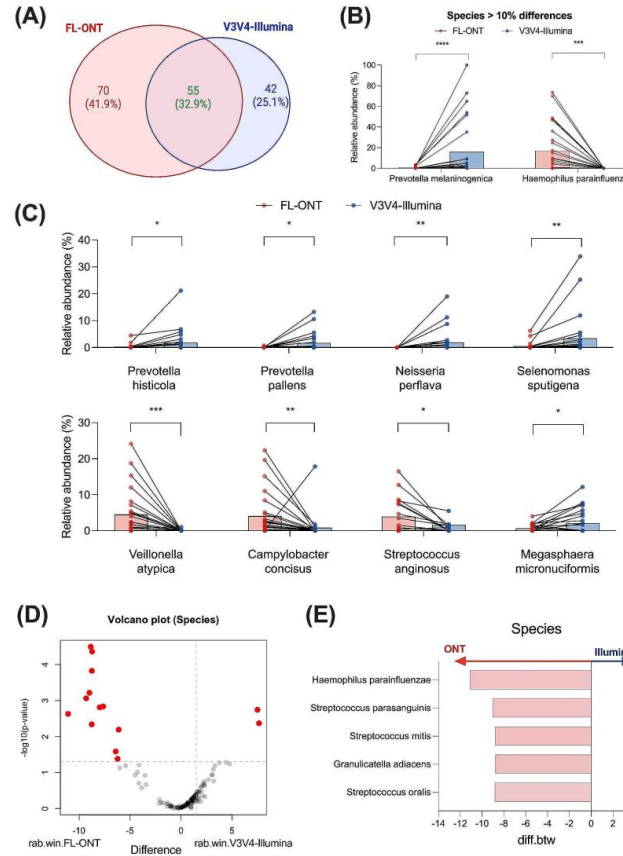 (A)
FL-ONT
V3V4-Illumina
70
(41.9%)
55
(32.9%)
42
(25.1%)
(B)
Species > 10% differences
FL-ONT
V3V4-Illumina
****
***
Relative abundance (%)
100
80
60
40
20
0
Prevotella melaninogenica
Haemophilus parainfluenz
(C)
FL-ONT
V3V4-Illumina
*
*
**
**
Relative abundance (%)
40
30
20
10
0
Prevotella histicola
Prevotella pallens
Neisseria perflava
Selenomonas sputigena
***
**
*
*
Relative abundance (%)
30
20
10
0
Veillonella atypica
Campylobacter concisus
Streptococcus anginosus
Megasphaera micronuciformis
(D)
Volcano plot (Species)
-log10(p-value)
5
4
3
2
1
0
-10
-5
0
5
rab.win.FL-ONT
Difference
rab.win.V3V4-Illumina
(E)
Species
ONT
Illumin
Haemophilus parainfluenzae
Streptococcus parasanguinis
Streptococcus mitis
Granulicatella adiacens
Streptococcus oralis
-14 -12 -10 -8 -6 -4 -2 0 2
diff.btw